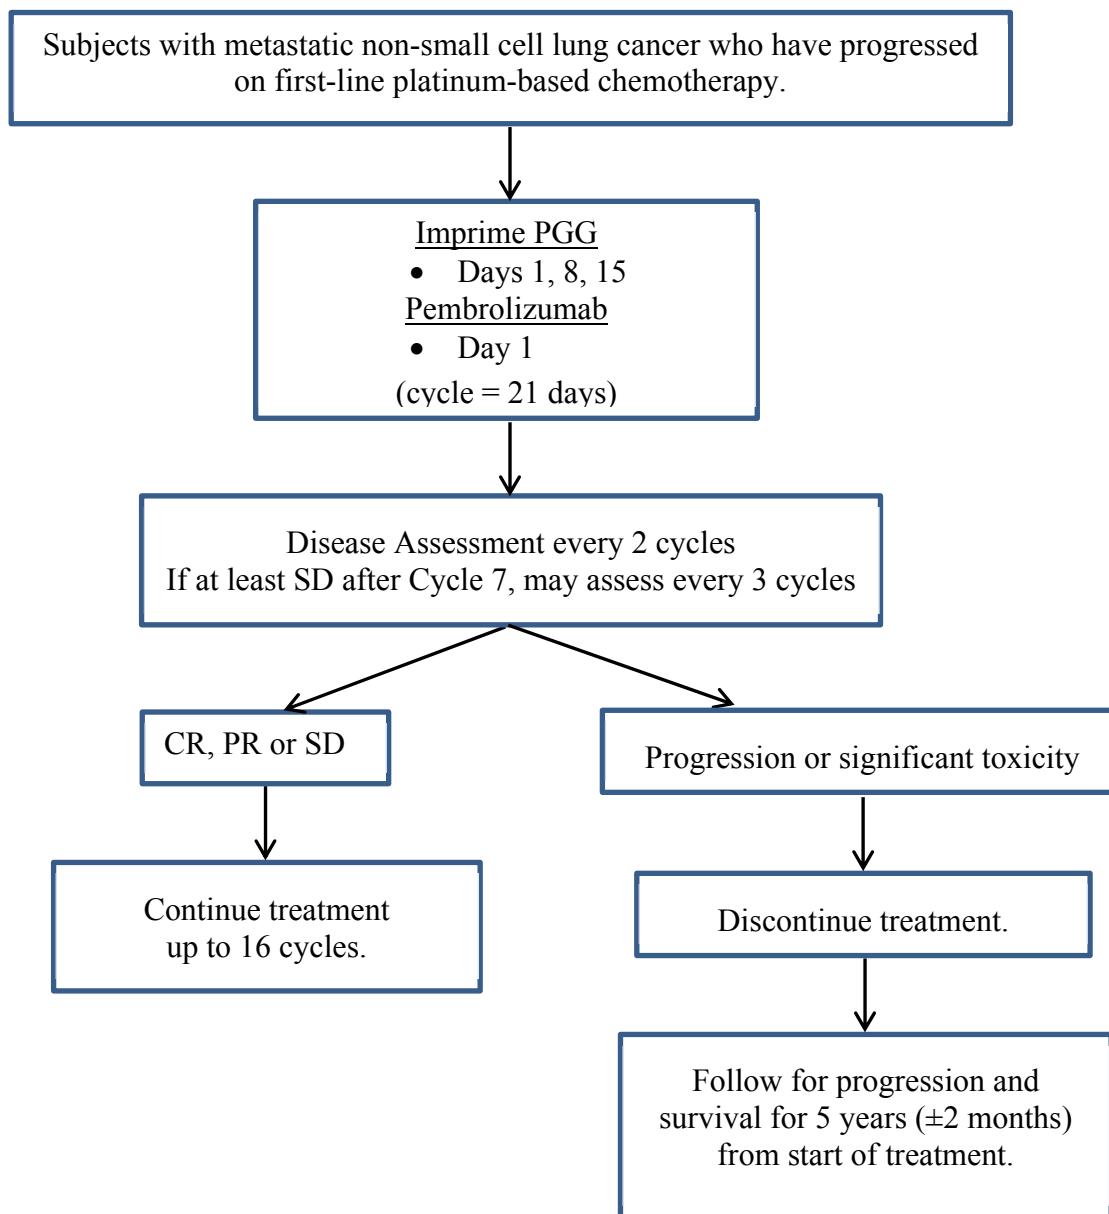 Subjects with metastatic non-small cell lung cancer who have progressed
on first-line platinum-based chemotherapy.
Imprime PGG
• Days 1, 8, 15
Pembrolizumab
• Day 1
(cycle = 21 days)
Disease Assessment every 2 cycles
If at least SD after Cycle 7, may assess every 3 cycles
CR, PR or SD
Progression or significant toxicity
Continue treatment
up to 16 cycles.
Discontinue treatment.
Follow for progression and
survival for 5 years (±2 months)
from start of treatment.